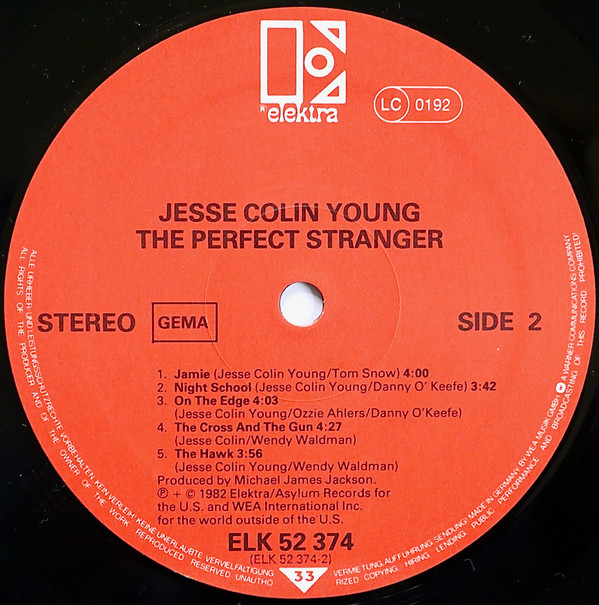 elektra
LC 0192
JESSE COLIN YOUNG
THE PERFECT STRANGER
STEREO GEMA SIDE 2
1. Jamie (Jesse Colin Young/Tom Snow) 4:00
2. Night School (Jesse Colin Young/Danny O' Keefe) 3:42
3. On The Edge 4:03
(Jesse Colin Young/Ozzie Ahlers/Danny O'Keefe)
4. The Cross And The Gun 4:27
(Jesse Colin/Wendy Waldman)
5. The Hawk 3:56
(Jesse Colin Young/Wendy Waldman)
Produced by Michael James Jackson.
℗ + © 1982 Elektra/Asylum Records for
the U.S. and WEA International Inc.
for the world outside of the U.S.
ELK 52 374
(ELK 52 374-2)
33
ALLE URHEBER- UND LEISTUNGSSCHUTZRECHTE VORBEHALTEN. KEIN VERLEIH! KEINE UNERLAUBTE VERVIELFÄLTIGUNG,
VERMIETUNG, AUFFÜHRUNG, SENDUNG! MADE IN GERMANY BY WEA MUSIK GMBH. A WARNER COMMUNICATIONS COMPANY
ALL RIGHTS OF THE PRODUCER AND OF THE OWNER OF THE WORK REPRODUCED RESERVED UNAUTHO
RIZED COPYING HIRING LENDING PUBLIC PERFORMANCE AND BROADCASTING OF THIS RECORD PROHIBITED!